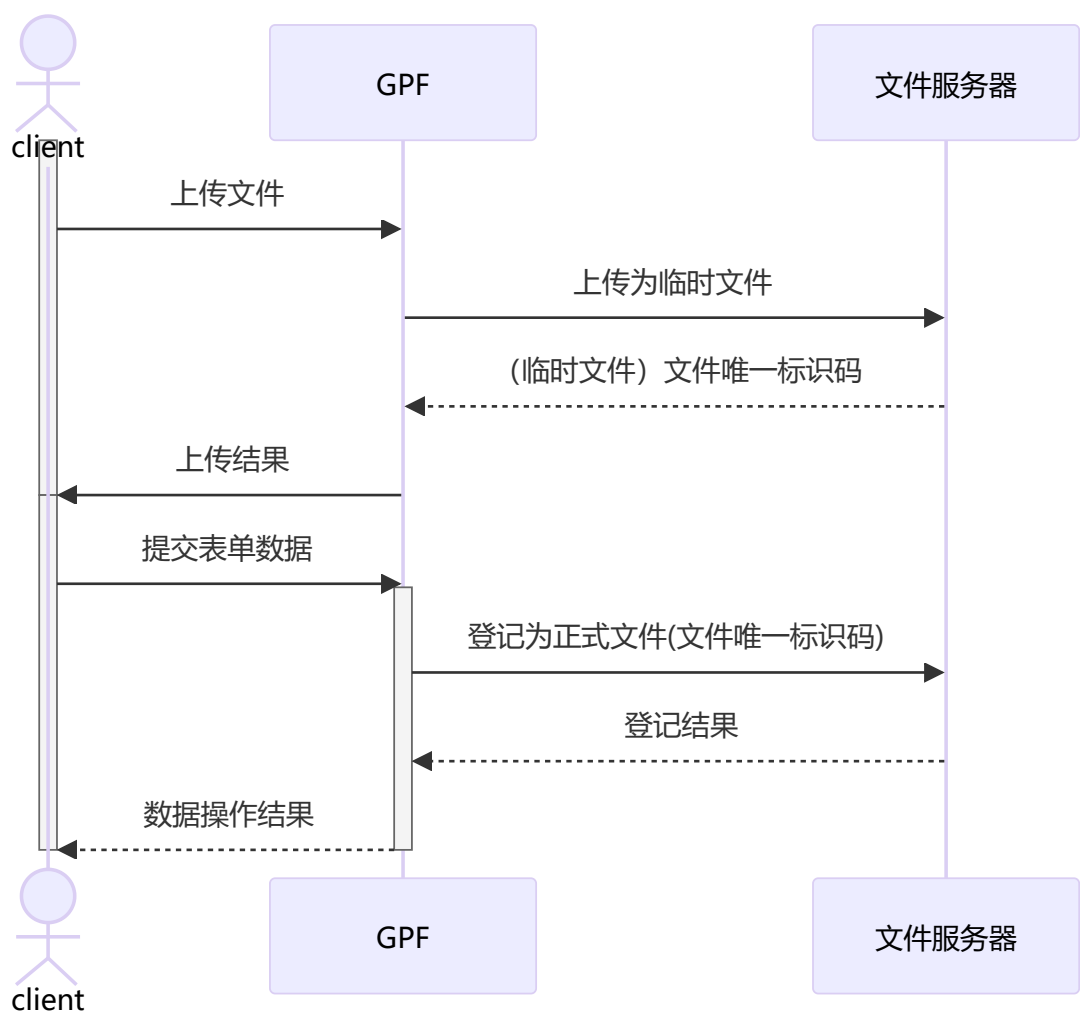 client
GPF
文件服务器
上传文件
上传为临时文件
（临时文件）文件唯一标识码
上传结果
提交表单数据
登记为正式文件(文件唯一标识码)
登记结果
数据操作结果
client
GPF
文件服务器